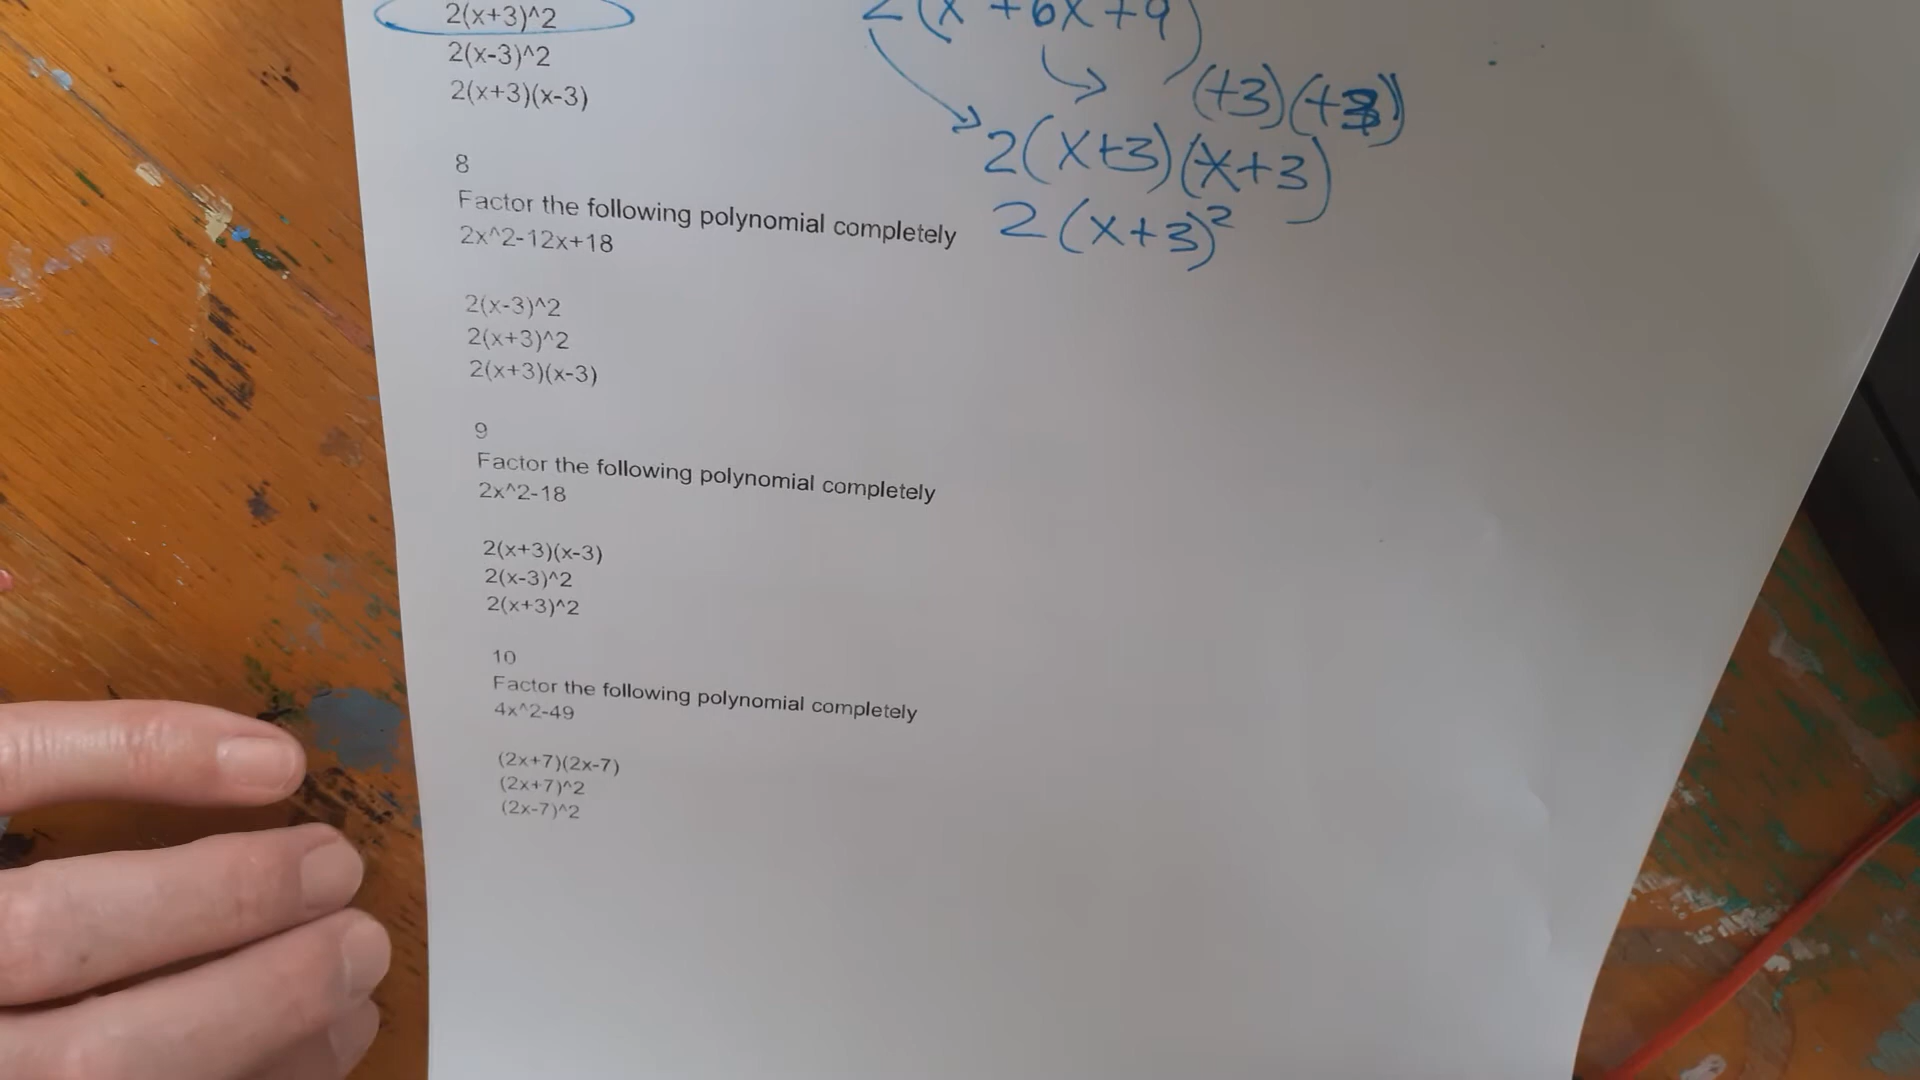 2(x+3)^2
2(x-3)^2
2(x+3)(x-3)
2(x +6x+9)
(+3)(+3)
2(x+3)(x+3)
2(x+3)²
8
Factor the following polynomial completely
2x^2-12x+18
2(x-3)^2
2(x+3)^2
2(x+3)(x-3)
9
Factor the following polynomial completely
2x^2-18
2(x+3)(x-3)
2(x-3)^2
2(x+3)^2
10
Factor the following polynomial completely
4x^2-49
(2x+7)(2x-7)
(2x+7)^2
(2x-7)^2